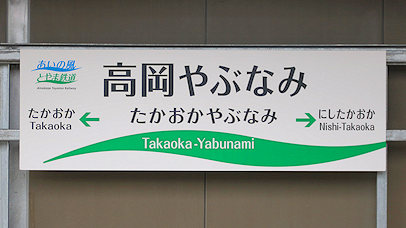 あいの風
とやま鉄道
Ainokaze Toyama Railway
高岡やぶなみ
たかおかやぶなみ
たかおか
Takaoka
にしたかおか
Nishi-Takaoka
Takaoka-Yabunami